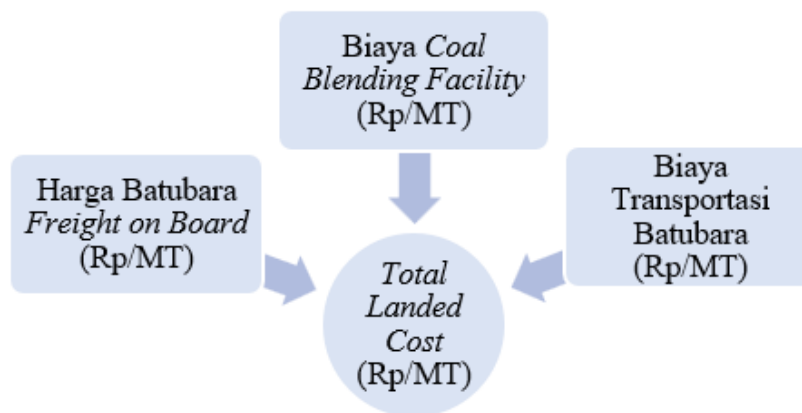 Biaya Coal
Blending Facility
(Rp/MT)
Harga Batubara
Freight on Board
(Rp/MT)
Biaya
Transportasi
Batubara
(Rp/MT)
Total
Landed
Cost
(Rp/MT)